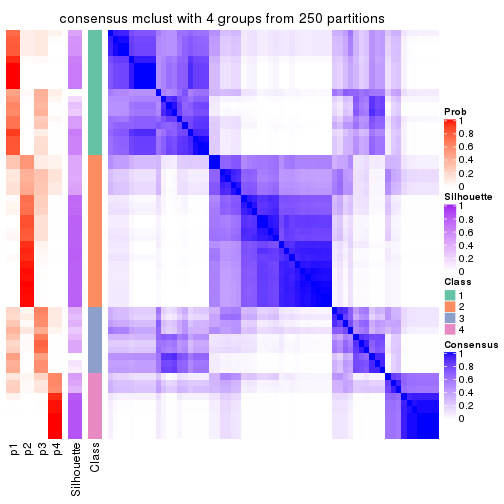 consensus mclust with 4 groups from 250 partitions
Prob
1
0.8
0.6
0.4
0.2
0
Silhouette
1
0.8
0.6
0.4
0.2
0
Class
1
2
3
4
Consensus
1
0.8
0.6
0.4
0.2
0
p1
p2
p3
p4
Silhouette
Class